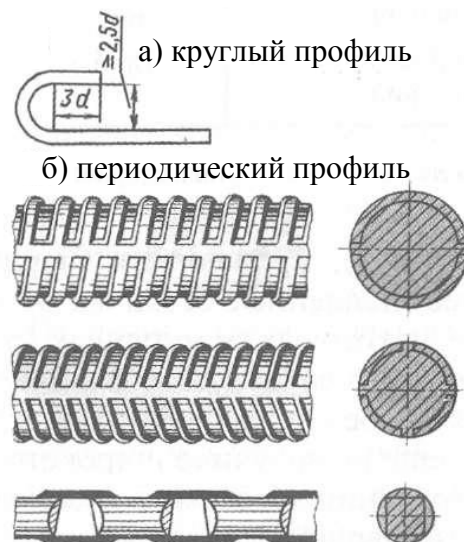 ≥2,5d
а) круглый профиль
3d
б) периодический профиль